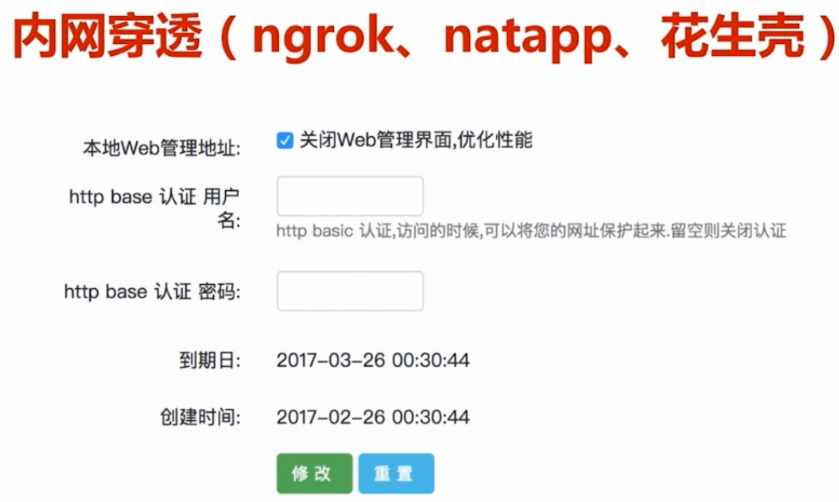 内网穿透（ngrok、natapp、花生壳）
本地Web管理地址:
关闭Web管理界面,优化性能
http base 认证 用户
名:
http basic 认证,访问的时候,可以将您的网址保护起来.留空则关闭认证
http base 认证 密码:
到期日:
2017-03-26 00:30:44
创建时间:
2017-02-26 00:30:44
修改
重置